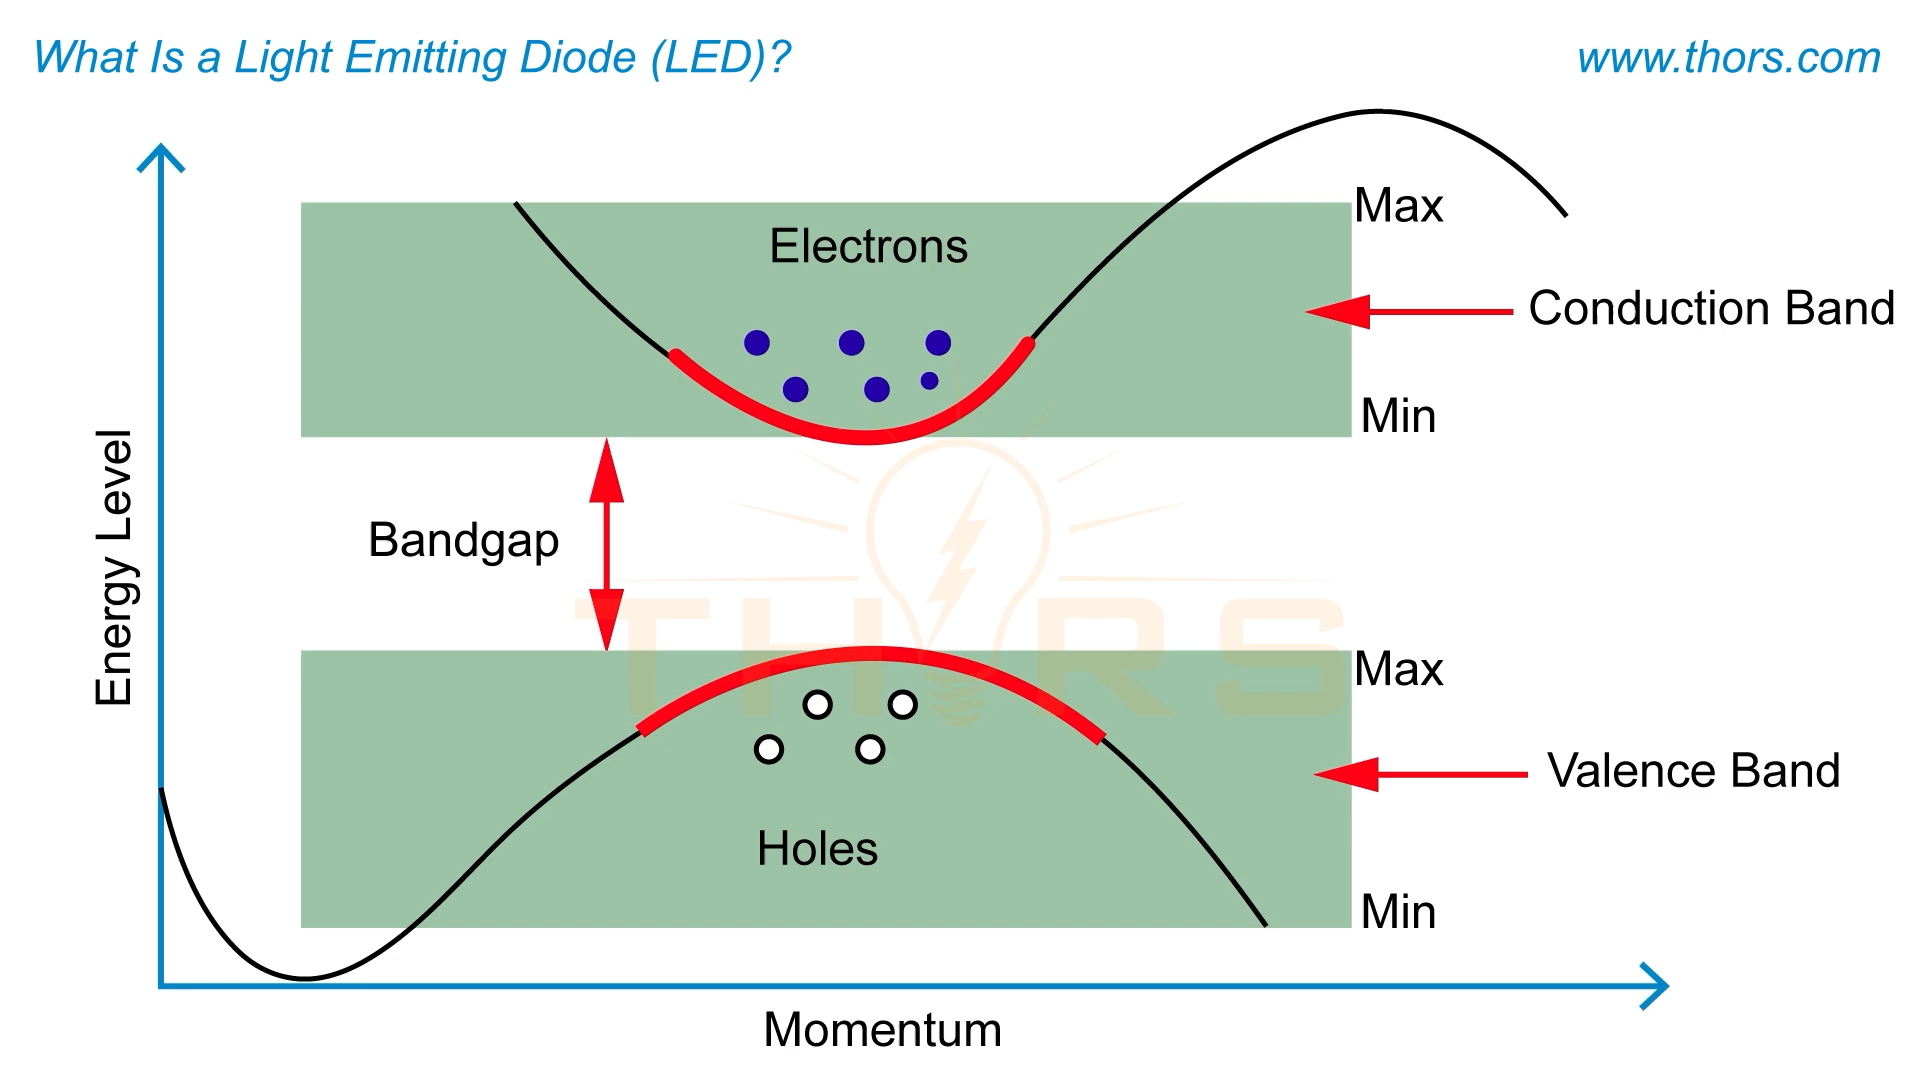 What Is a Light Emitting Diode (LED)?
www.thors.com
Max
Electrons
Conduction Band
Min
Energy Level
Bandgap
THORS
Max
Valence Band
Holes
Min
Momentum